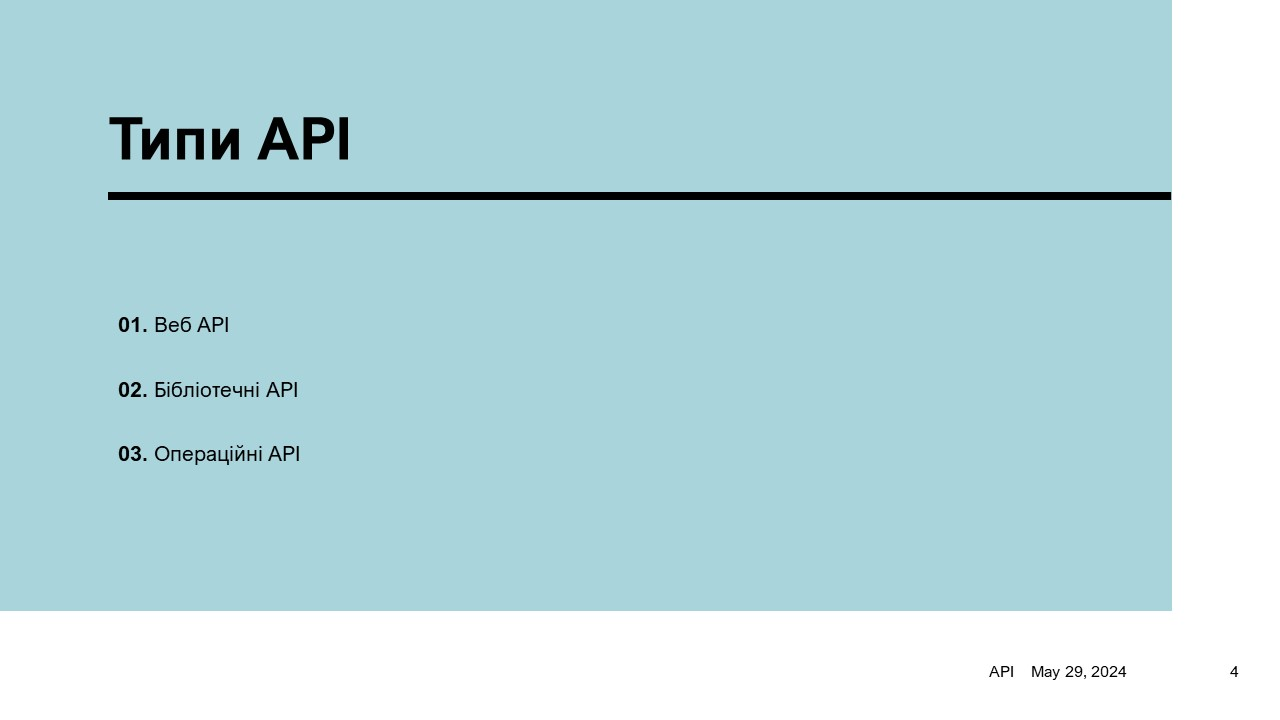 Типи API
01. Веб API
02. Бібліотечні API
03. Операційні API
API May 29, 2024 4